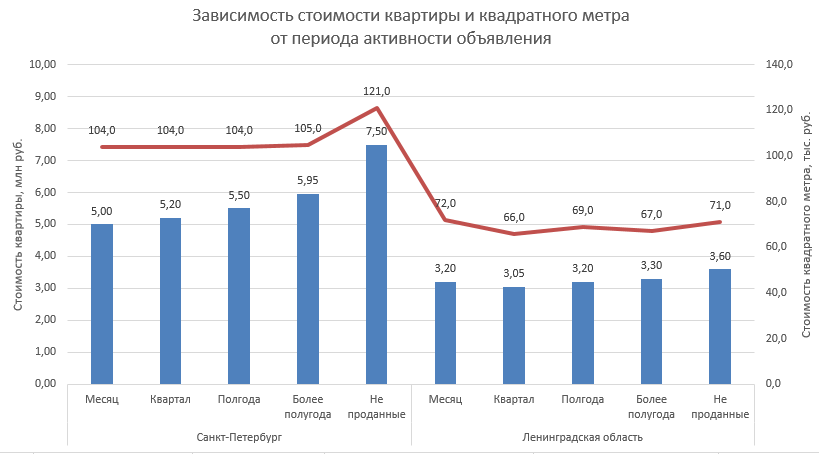 Зависимость стоимости квартиры и квадратного метра
от периода активности объявления
Стоимость квартиры, млн руб.
10,00
9,00
8,00
7,00
6,00
5,00
4,00
3,00
2,00
1,00
0,00
104,0
104,0
104,0
105,0
121,0
72,0
66,0
69,0
67,0
71,0
5,00
5,20
5,50
5,95
7,50
3,20
3,05
3,20
3,30
3,60
140,0
120,0
100,0
80,0
60,0
40,0
20,0
0,0
Стоимость квадратного метра, тыс. руб.
Месяц
Квартал
Полгода
Более
полугода
Не
проданные
Месяц
Квартал
Полгода
Более
полугода
Не
проданные
Санкт-Петербург
Ленинградская область